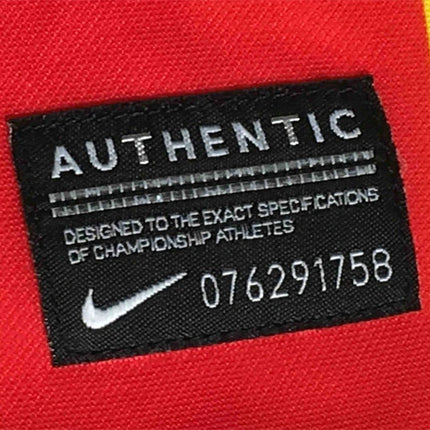 AUTHENTIC
DESIGNED TO THE EXACT SPECIFICATIONS
OF CHAMPIONSHIP ATHLETES
076291758